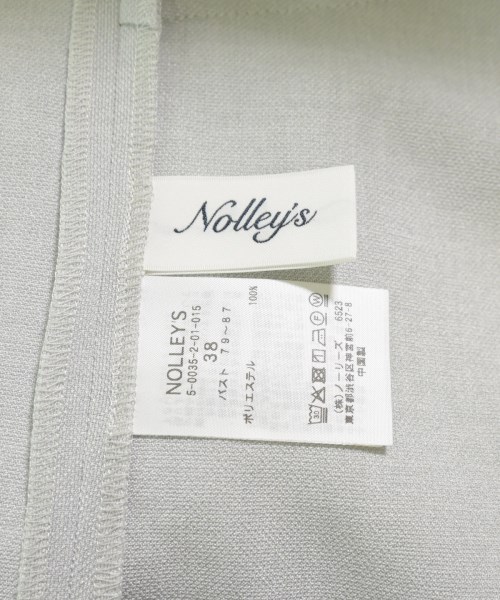 Nolley's
NOLLEY'S
5-0035-2-01-015
38
バスト 79～87
ポリエステル 100%
30
(株)ノーリーズ 6523
東京都渋谷区神宮前6-27-8
中国製